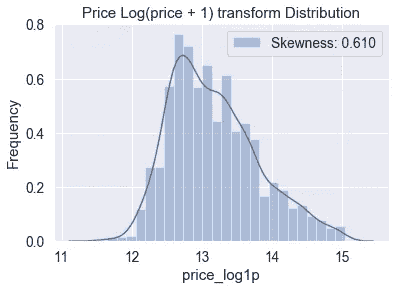 Price Log(price + 1) transform Distribution
Skewness: 0.610
Frequency
0.8
0.6
0.4
0.2
0.0
11 12 13 14 15
price_log1p